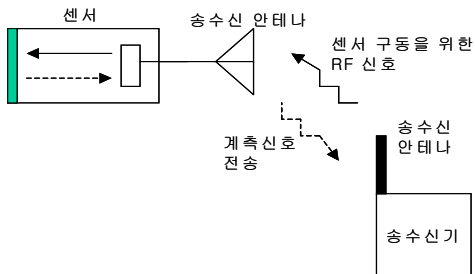 센서
송수신 안테나
센서 구동을 위한
RF 신호
계측신호
전송
송수신
안테나
송수신기